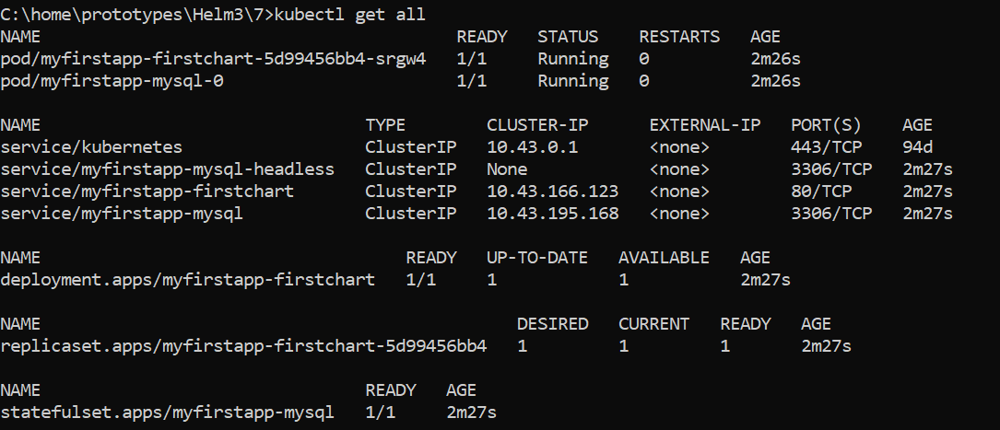 C:\home\prototypes\Helm3\7>kubectl get all
NAME READY STATUS RESTARTS AGE
pod/myfirstapp-firstchart-5d99456bb4-srgw4 1/1 Running 0 2m26s
pod/myfirstapp-mysql-0 1/1 Running 0 2m26s
NAME TYPE CLUSTER-IP EXTERNAL-IP PORT(S) AGE
service/kubernetes ClusterIP 10.43.0.1 <none> 443/TCP 94d
service/myfirstapp-mysql-headless ClusterIP None <none> 3306/TCP 2m27s
service/myfirstapp-firstchart ClusterIP 10.43.166.123 <none> 80/TCP 2m27s
service/myfirstapp-mysql ClusterIP 10.43.195.168 <none> 3306/TCP 2m27s
NAME READY UP-TO-DATE AVAILABLE AGE
deployment.apps/myfirstapp-firstchart 1/1 1 1 2m27s
NAME DESIRED CURRENT READY AGE
replicaset.apps/myfirstapp-firstchart-5d99456bb4 1 1 1 2m27s
NAME READY AGE
statefulset.apps/myfirstapp-mysql 1/1 2m27s